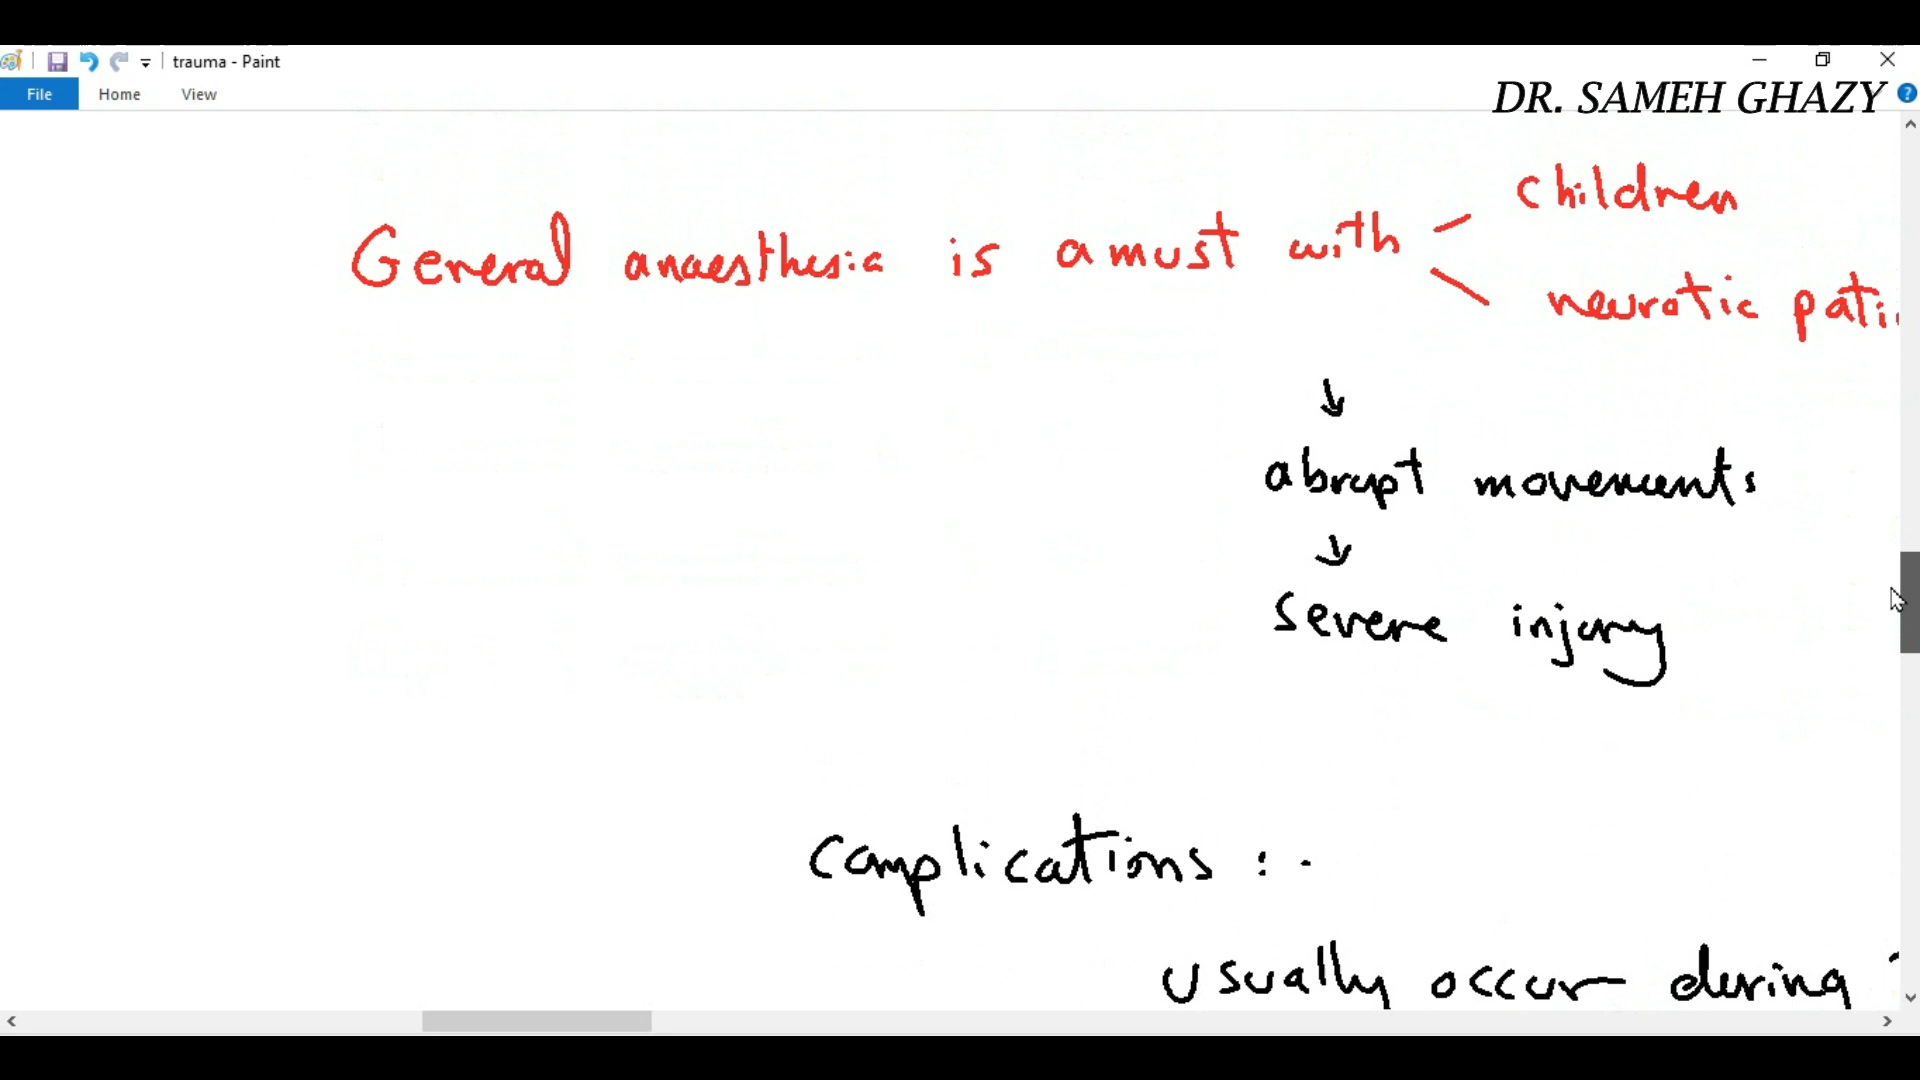 trauma - Paint
File Home View
DR. SAMEH GHAZY
General anaesthesia is a must with
children
neurotic pati
abrupt movements
severe injury
Complications :-
usually occur during